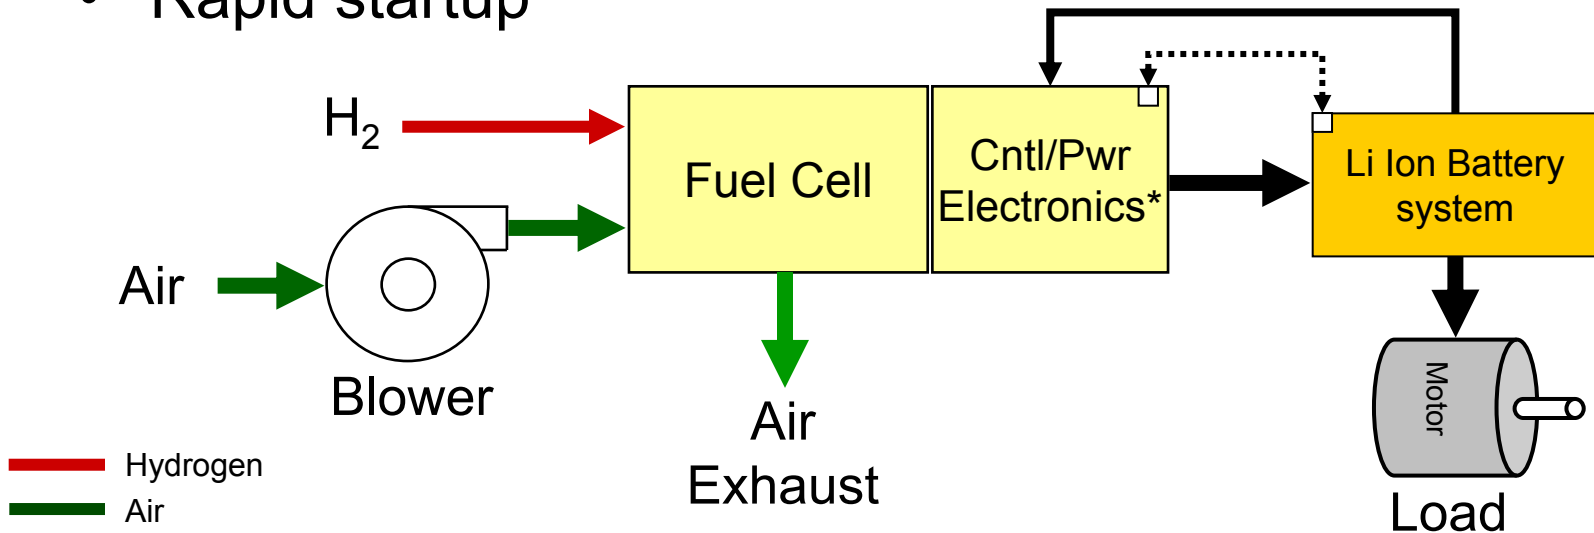 • Rapid startup
H2
Fuel Cell
Cntl/Pwr
Electronics*
Li Ion Battery
system
Air
Blower
Motor
Air
Exhaust
Load
Hydrogen
Air